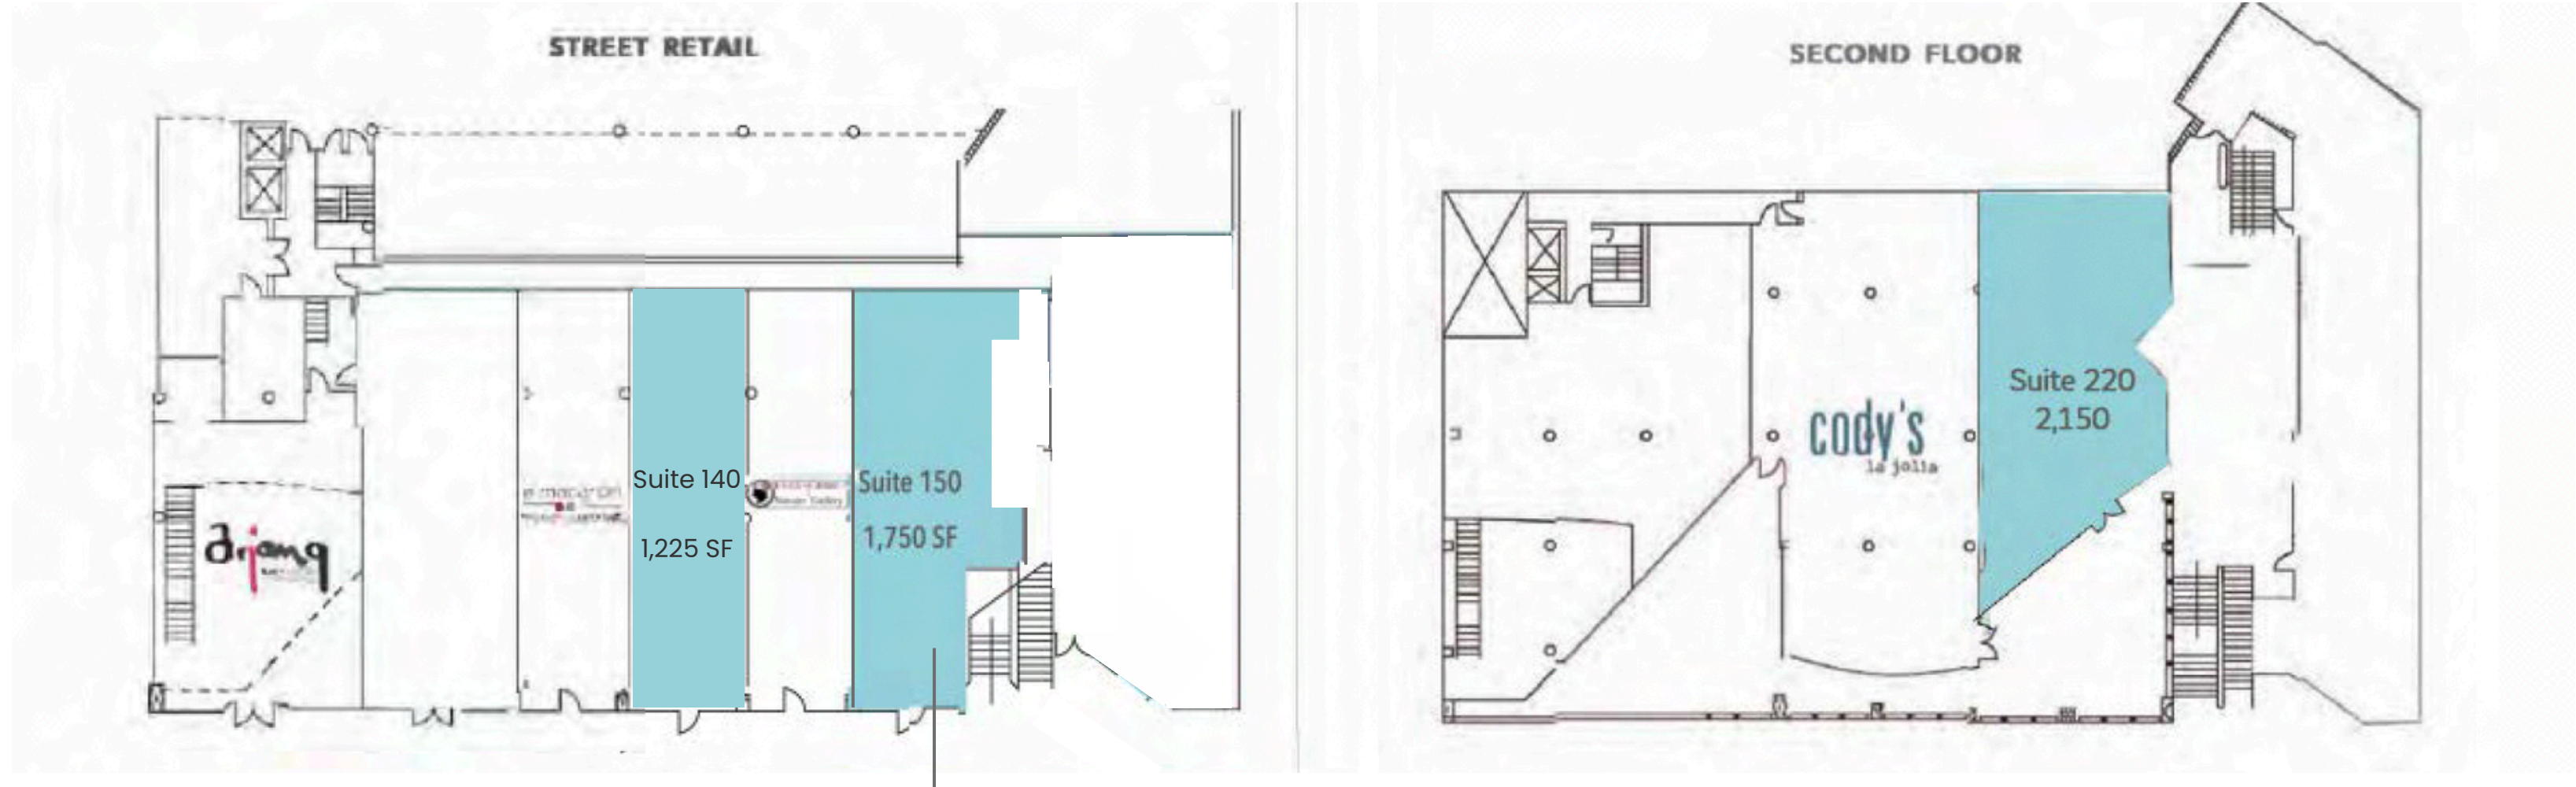 STREET RETAIL
Suite 140
1,225 SF
Suite 150
1,750 SF
arjang
SECOND FLOOR
Suite 220
2,150
cody's
la jolla